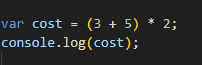 var cost = (3 + 5) * 2;
console.log(cost);